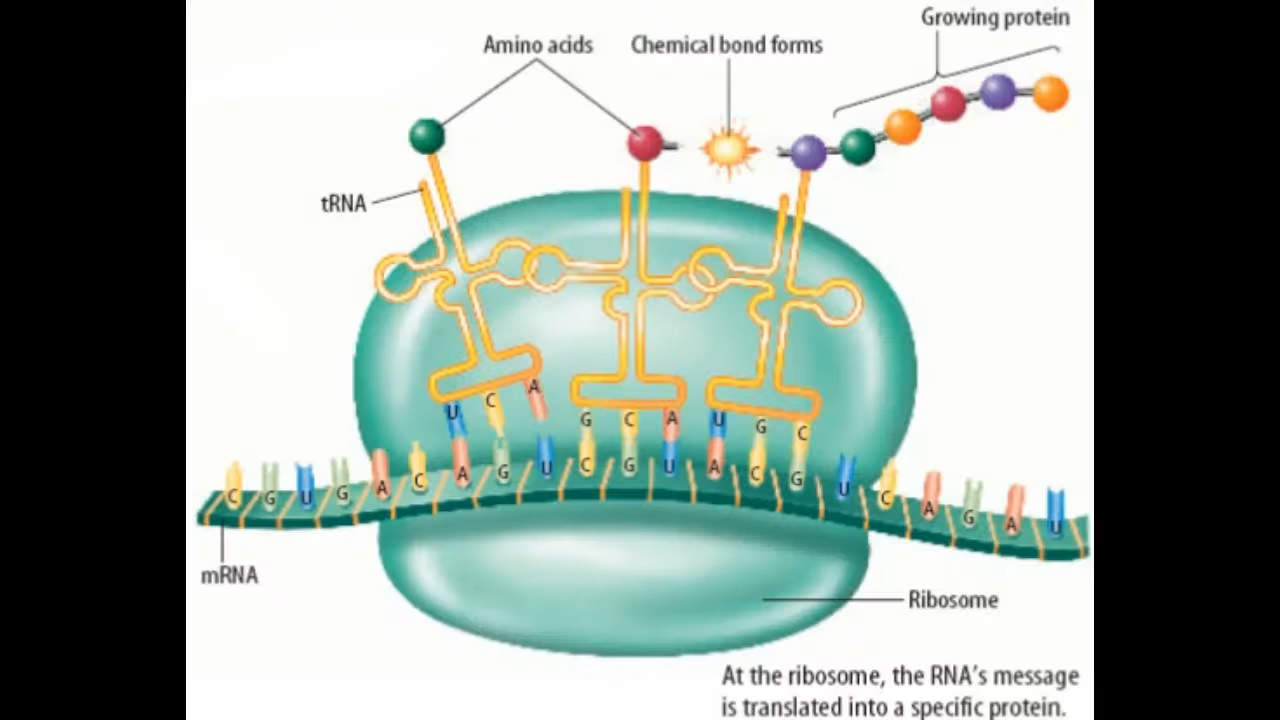 Growing protein
Amino acids
Chemical bond forms
tRNA
U C A
G C A
U G C
C G U G A C A G U C G U A C G U C A G A U
mRNA
Ribosome
At the ribosome, the RNA’s message
is translated into a specific protein.